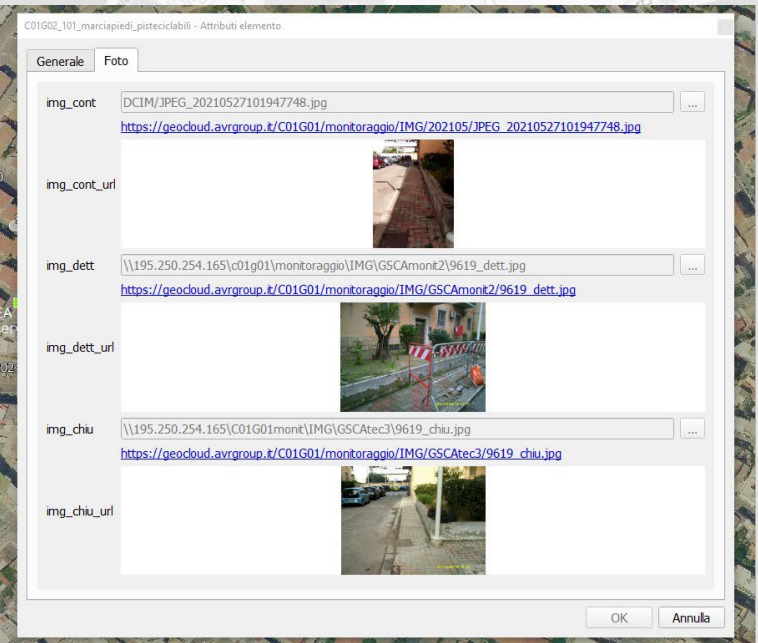 C01G02_101_marciapiedi_pisteciclabili - Attributi elemento
Generale Foto
img_cont DCIM/JPEG_20210527101947748.jpg ...
https://geocloud.avrgroup.it/C01G01/monitoraggio/IMG/202105/JPEG_20210527101947748.jpg
img_cont_url
img_dett \\195.250.254.165\c01g01\monitoraggio\IMG\GSCAmonit2\9619_dett.jpg ...
https://geocloud.avrgroup.it/C01G01/monitoraggio/IMG/GSCAmonit2/9619_dett.jpg
img_dett_url
img_chiu \\195.250.254.165\C01G01monit\IMG\GSCAtec3\9619_chiu.jpg ...
https://geocloud.avrgroup.it/C01G01/monitoraggio/IMG/GSCAtec3/9619_chiu.jpg
img_chiu_url
OK Annulla